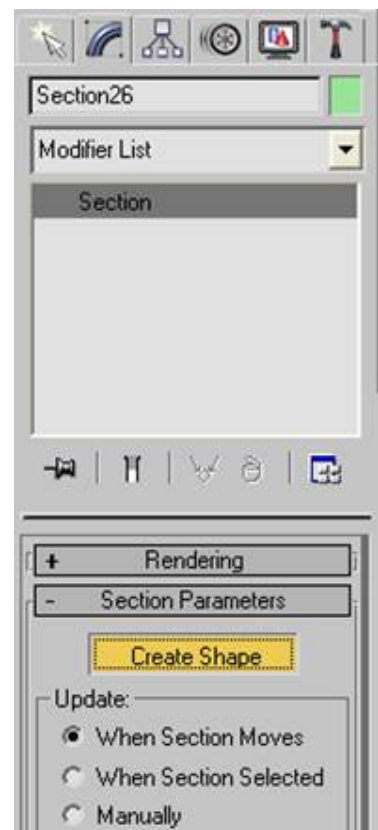 Section26
Modifier List
Section
+ Rendering
- Section Parameters
Create Shape
Update:
When Section Moves
When Section Selected
Manually